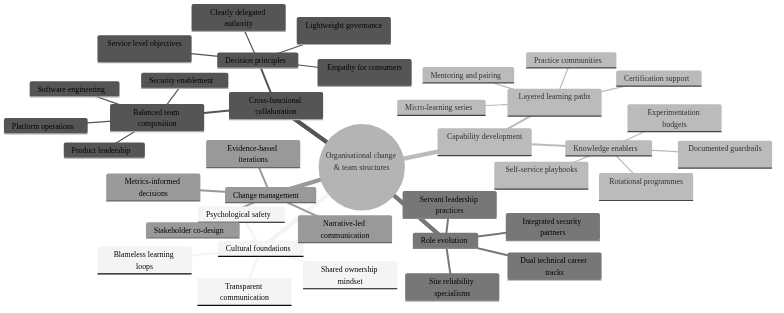 Clearly delegated
authority
Lightweight governance
Service level objectives
Decision principles
Empathy for consumers
Software engineering
Security enablement
Cross-functional
collaboration
Balanced team
composition
Platform operations
Product leadership
Practice communities
Mentoring and pairing
Certification support
Layered learning paths
Micro-learning series
Experimentation
budgets
Capability development
Knowledge enablers
Documented guardrails
Self-service playbooks
Rotational programmes
Organisational change
& team structures
Evidence-based
iterations
Metrics-informed
decisions
Change management
Psychological safety
Stakeholder co-design
Narrative-led
communication
Cultural foundations
Blameless learning
loops
Shared ownership
mindset
Transparent
communication
Servant leadership
practices
Role evolution
Integrated security
partners
Dual technical career
tracks
Site reliability
specialisms